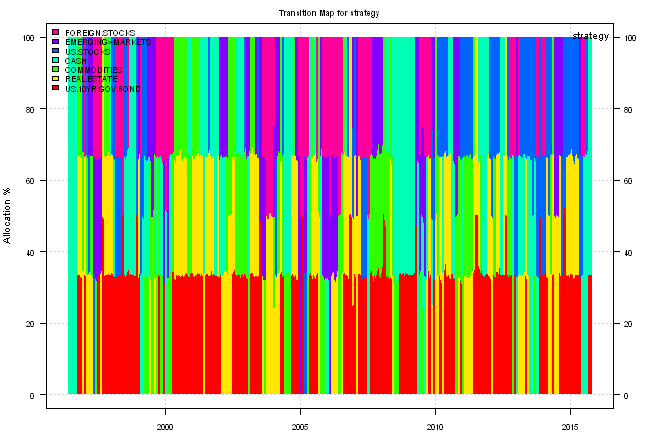 Transition Map for strategy
strategy
FOREIGN.STOCKS
EMERGING>MARKETS
US.STOCKS
CASH
COMMODITIES
REAL.ESTATE
US.10YR.GOV.BOND
Allocation %
100
80
60
40
20
0
100
80
60
40
20
0
2000 2005 2010 2015